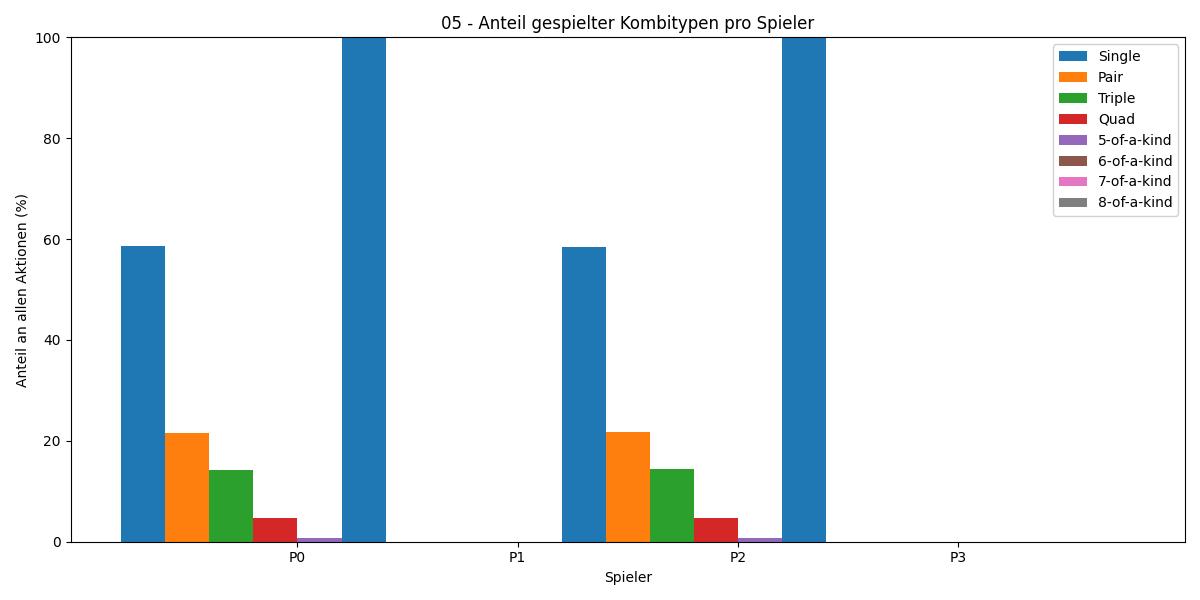 05 - Anteil gespielter Kombitypen pro Spieler
Anteil an allen Aktionen (%)
100
80
60
40
20
0
P0
P1
P2
P3
Spieler
Single
Pair
Triple
Quad
5-of-a-kind
6-of-a-kind
7-of-a-kind
8-of-a-kind